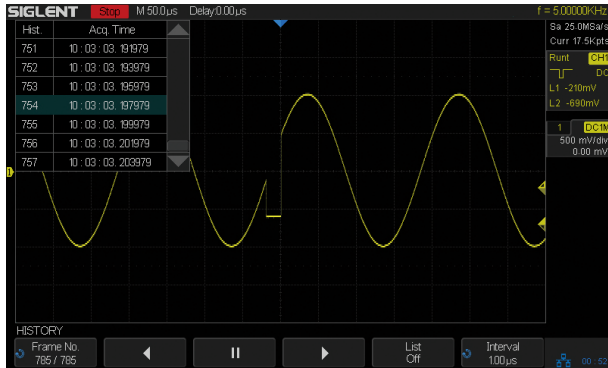 SIGLENT Stop M 50.0µs Delay:0.00µs f = 5.00000KHz
Hist. Acq. Time
751 10 : 03 : 03. 191979
752 10 : 03 : 03. 193979
753 10 : 03 : 03. 195979
754 10 : 03 : 03. 197979
755 10 : 03 : 03. 199979
756 10 : 03 : 03. 201979
757 10 : 03 : 03. 203979
Sa 25.0MSa/s
Curr 17.5Kpts
Runt CH1
DC
L1 -210mV
L2 -690mV
1 DC1M
500 mV/div
0.00 mV
HISTORY
Frame No.
785 / 785
List
Off
Interval
1.00µs
00 : 52